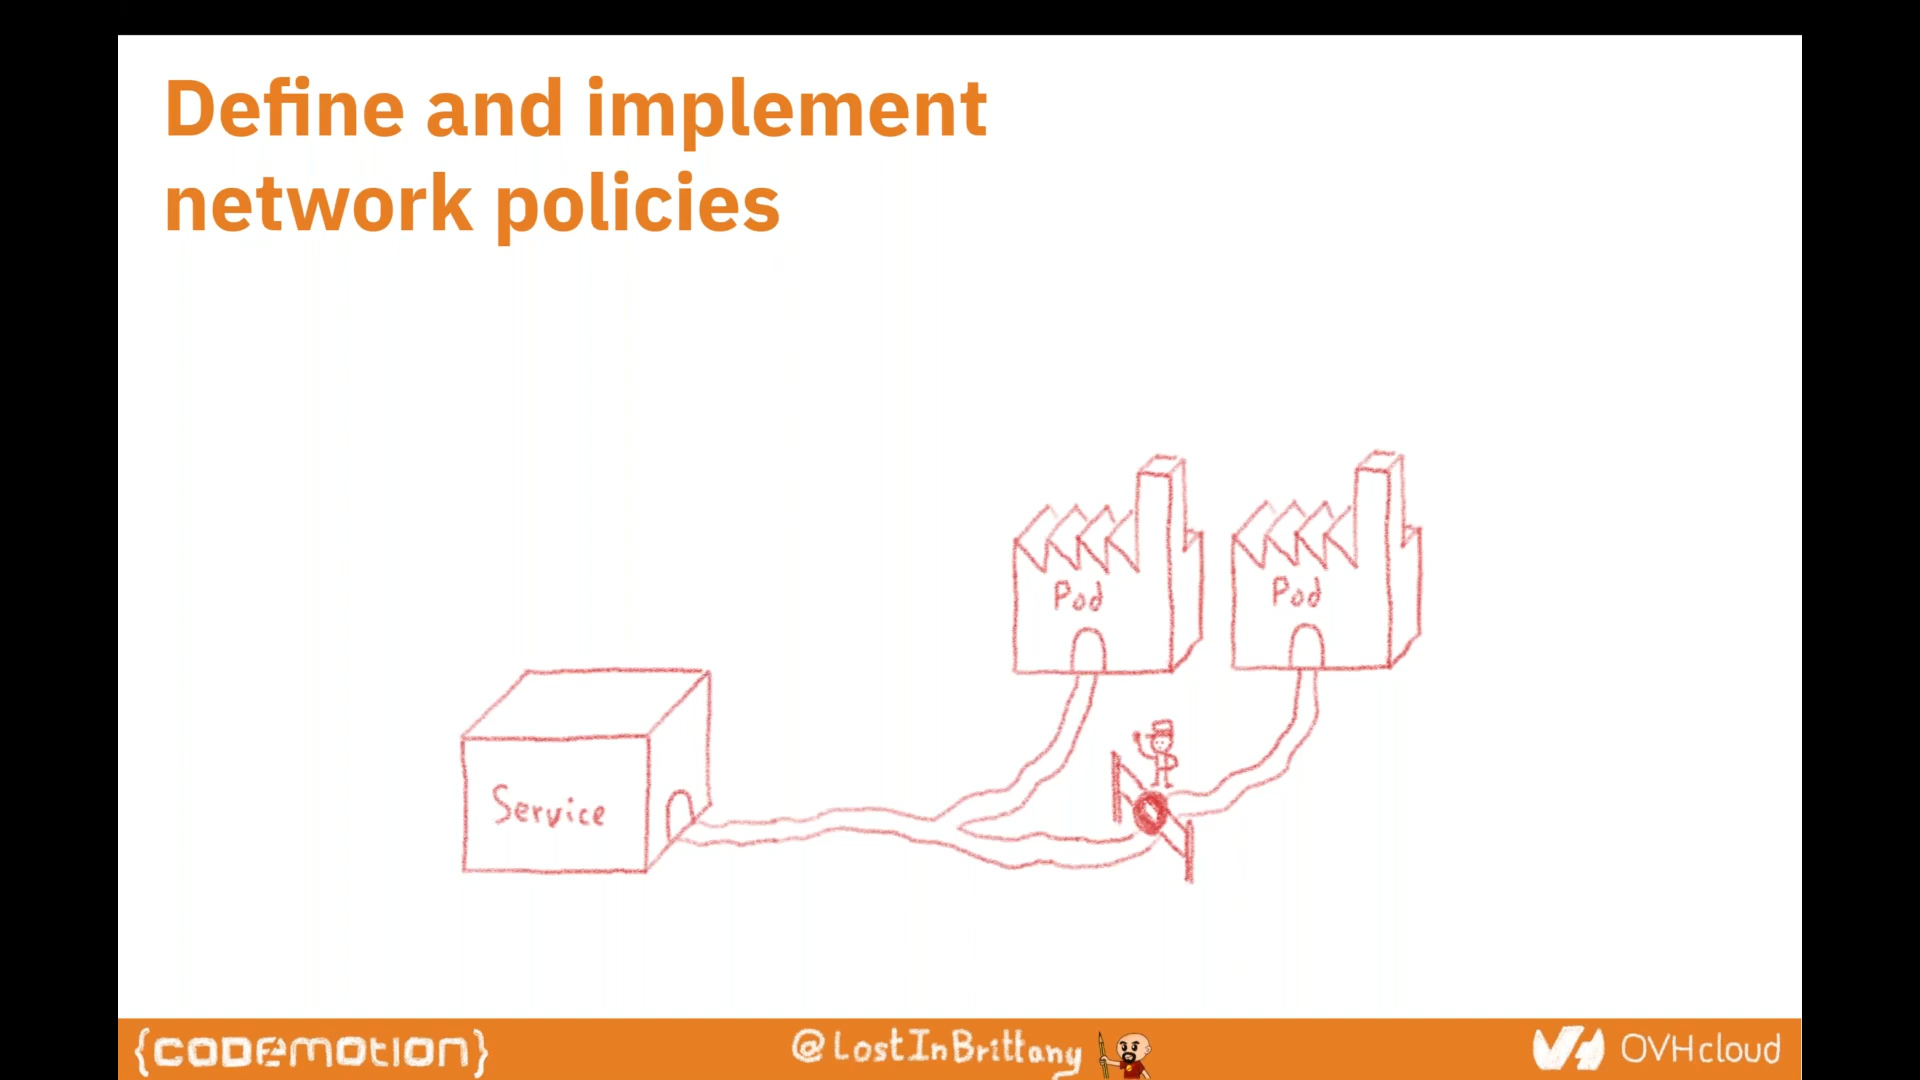 Define and implement
network policies
Pod
Pod
Service
{CODEMOTION}
@LostInBrittany
OVHcloud